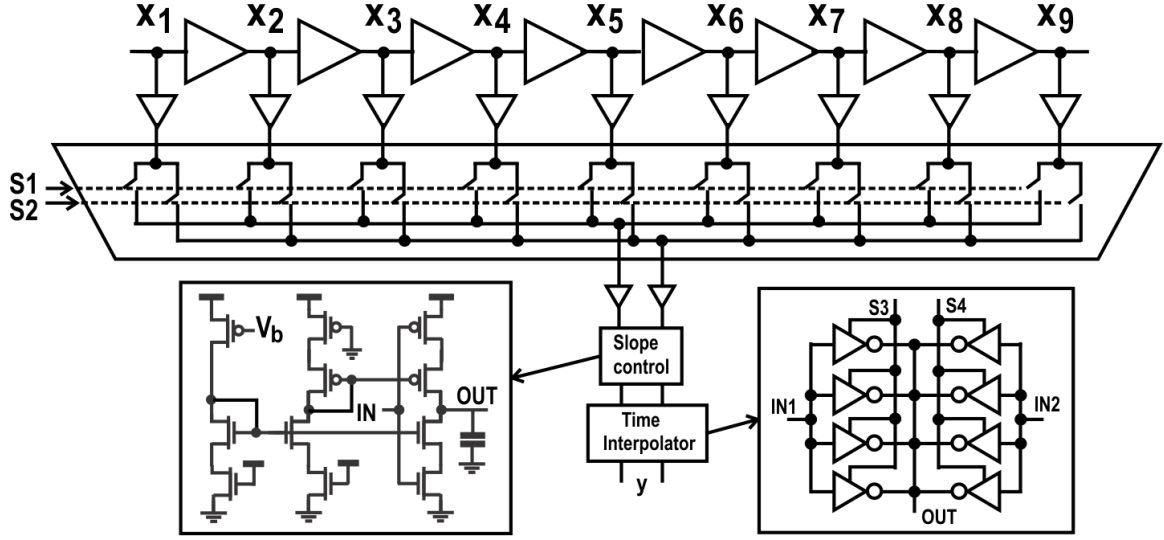 x1 x2 x3 x4 x5 x6 x7 x8 x9
S1
S2
Vb
IN
OUT
Slope
control
Time
Interpolator
y
S3 S4
IN1
IN2
OUT